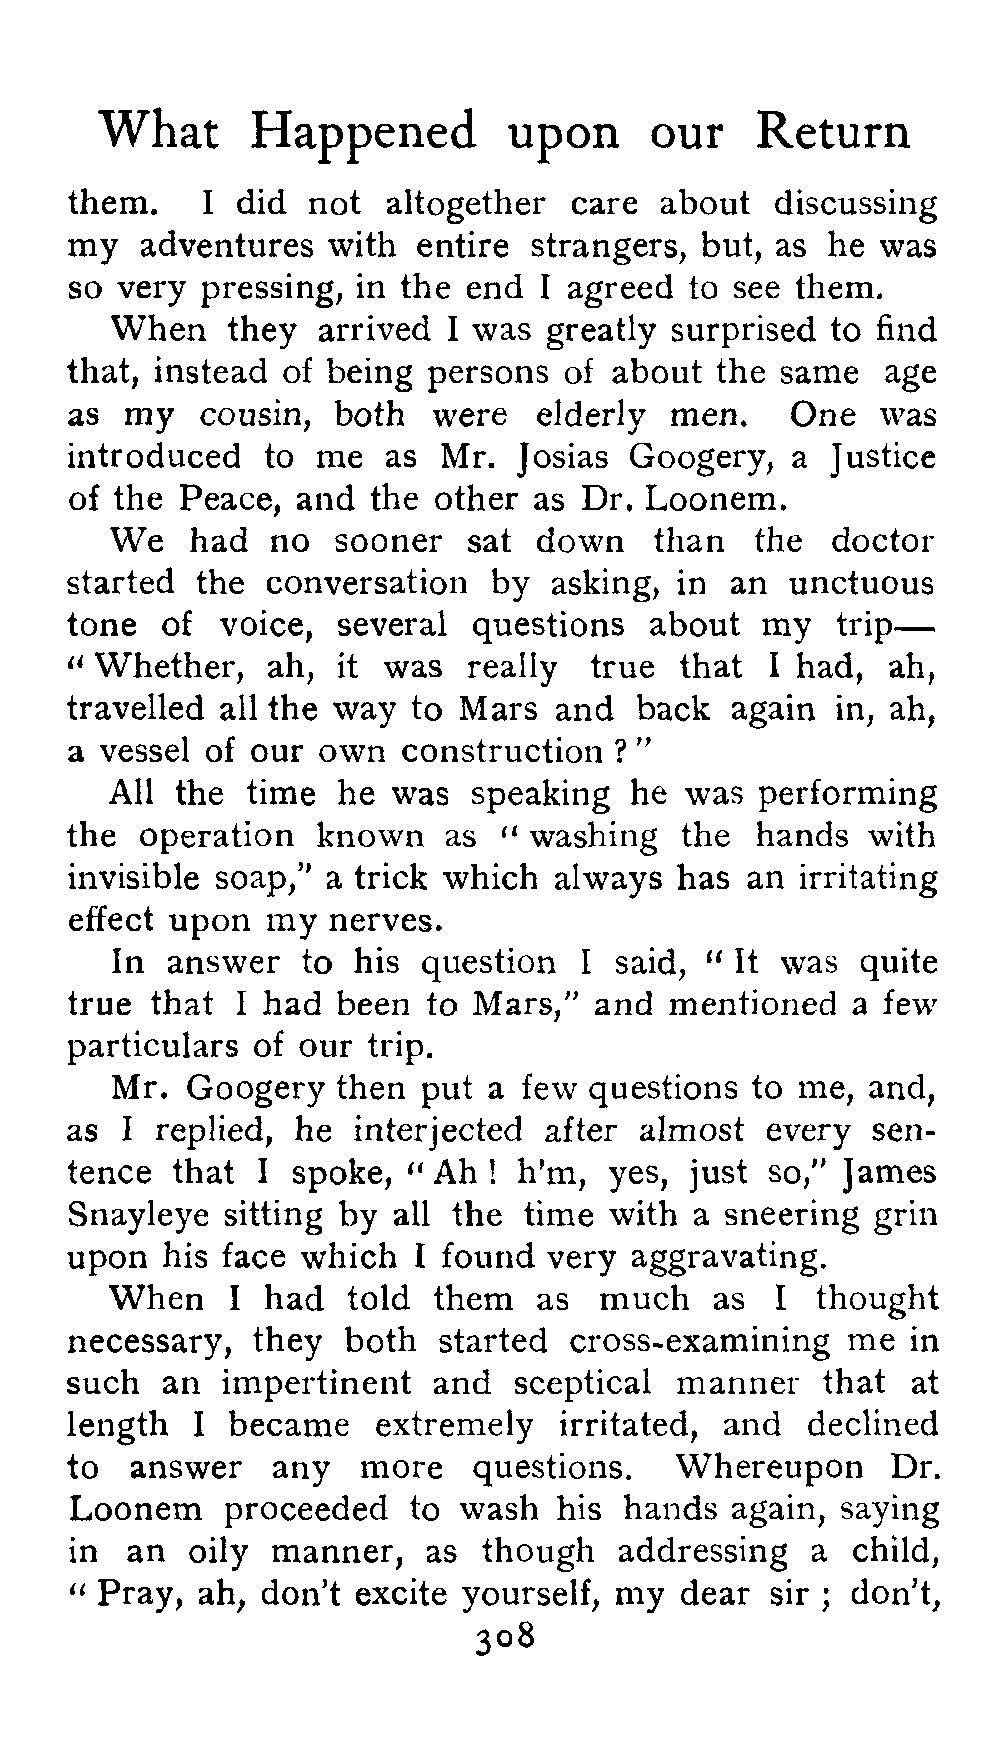 What Happened upon our Return
them. I did not altogether care about discussing
my adventures with entire strangers, but, as he was
so very pressing, in the end I agreed to see them.
When they arrived I was greatly surprised to find
that, instead of being persons of about the same age
as my cousin, both were elderly men. One was
introduced to me as Mr. Josias Googery, a Justice
of the Peace, and the other as Dr. Loonem.
We had no sooner sat down than the doctor
started the conversation by asking, in an unctuous
tone of voice, several questions about my trip—
“Whether, ah, it was really true that I had, ah,
travelled all the way to Mars and back again in, ah,
a vessel of our own construction ?”
All the time he was speaking he was performing
the operation known as “washing the hands with
invisible soap,” a trick which always has an irritating
effect upon my nerves.
In answer to his question I said, “It was quite
true that I had been to Mars,” and mentioned a few
particulars of our trip.
Mr. Googery then put a few questions to me, and,
as I replied, he interjected after almost every sen-
tence that I spoke, “Ah ! h'm, yes, just so,” James
Snayleye sitting by all the time with a sneering grin
upon his face which I found very aggravating.
When I had told them as much as I thought
necessary, they both started cross-examining me in
such an impertinent and sceptical manner that at
length I became extremely irritated, and declined
to answer any more questions. Whereupon Dr.
Loonem proceeded to wash his hands again, saying
in an oily manner, as though addressing a child,
“Pray, ah, don't excite yourself, my dear sir ; don't,
308